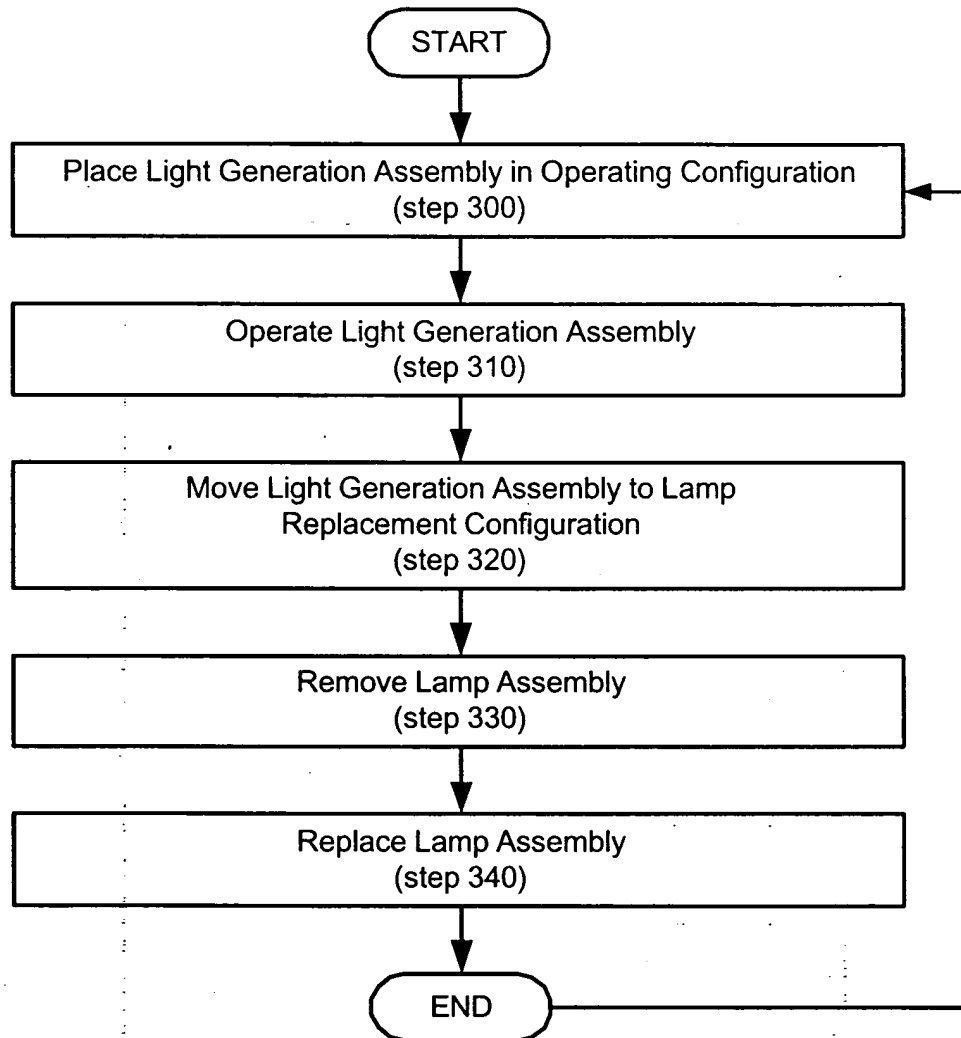 START
Place Light Generation Assembly in Operating Configuration
(step 300)
Operate Light Generation Assembly
(step 310)
Move Light Generation Assembly to Lamp
Replacement Configuration
(step 320)
Remove Lamp Assembly
(step 330)
Replace Lamp Assembly
(step 340)
END